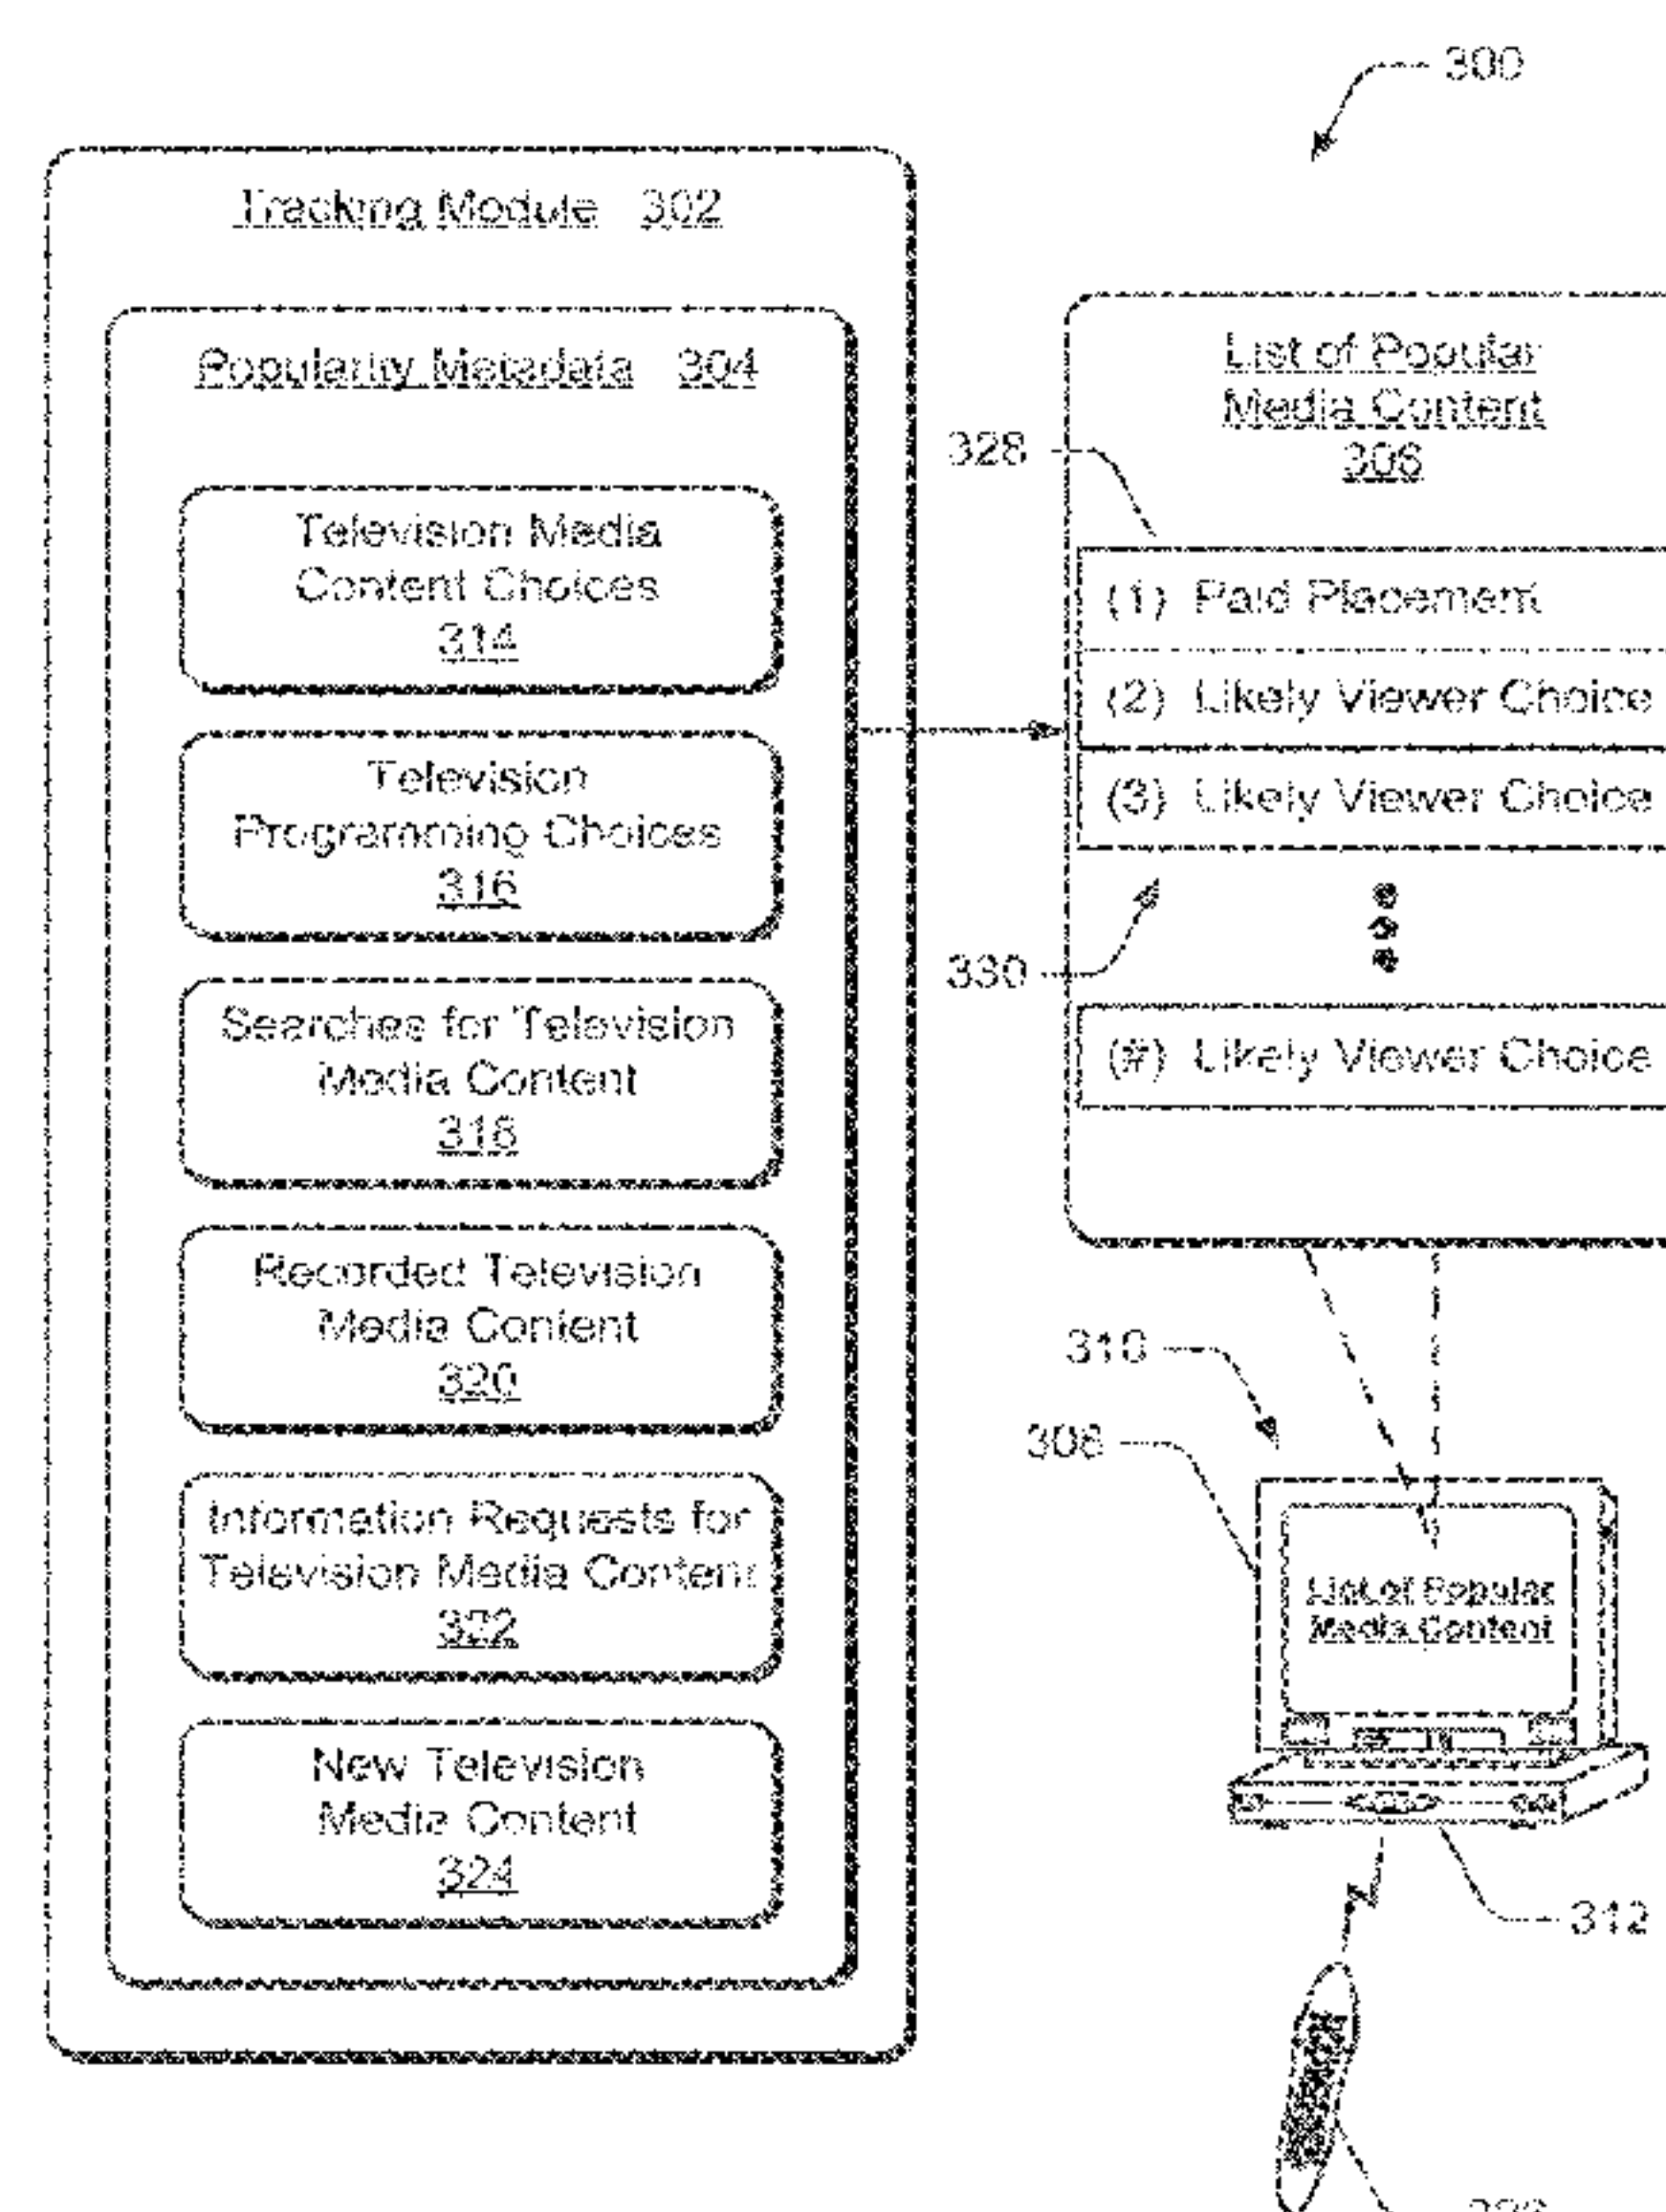 300
Tracking Module 302
Popularity Metadata 304
Television Media
Content Choices
314
Television
Programming Choices
316
Searches for Television
Media Content
318
Recorded Television
Media Content
320
Information Requests for
Television Media Content
322
New Television
Media Content
324
List of Popular
Media Content
306
328
(1) Paid Placement
(2) Likely Viewer Choice
(3) Likely Viewer Choice
330
(#) Likely Viewer Choice
310
308
List of Popular
Media Content
312